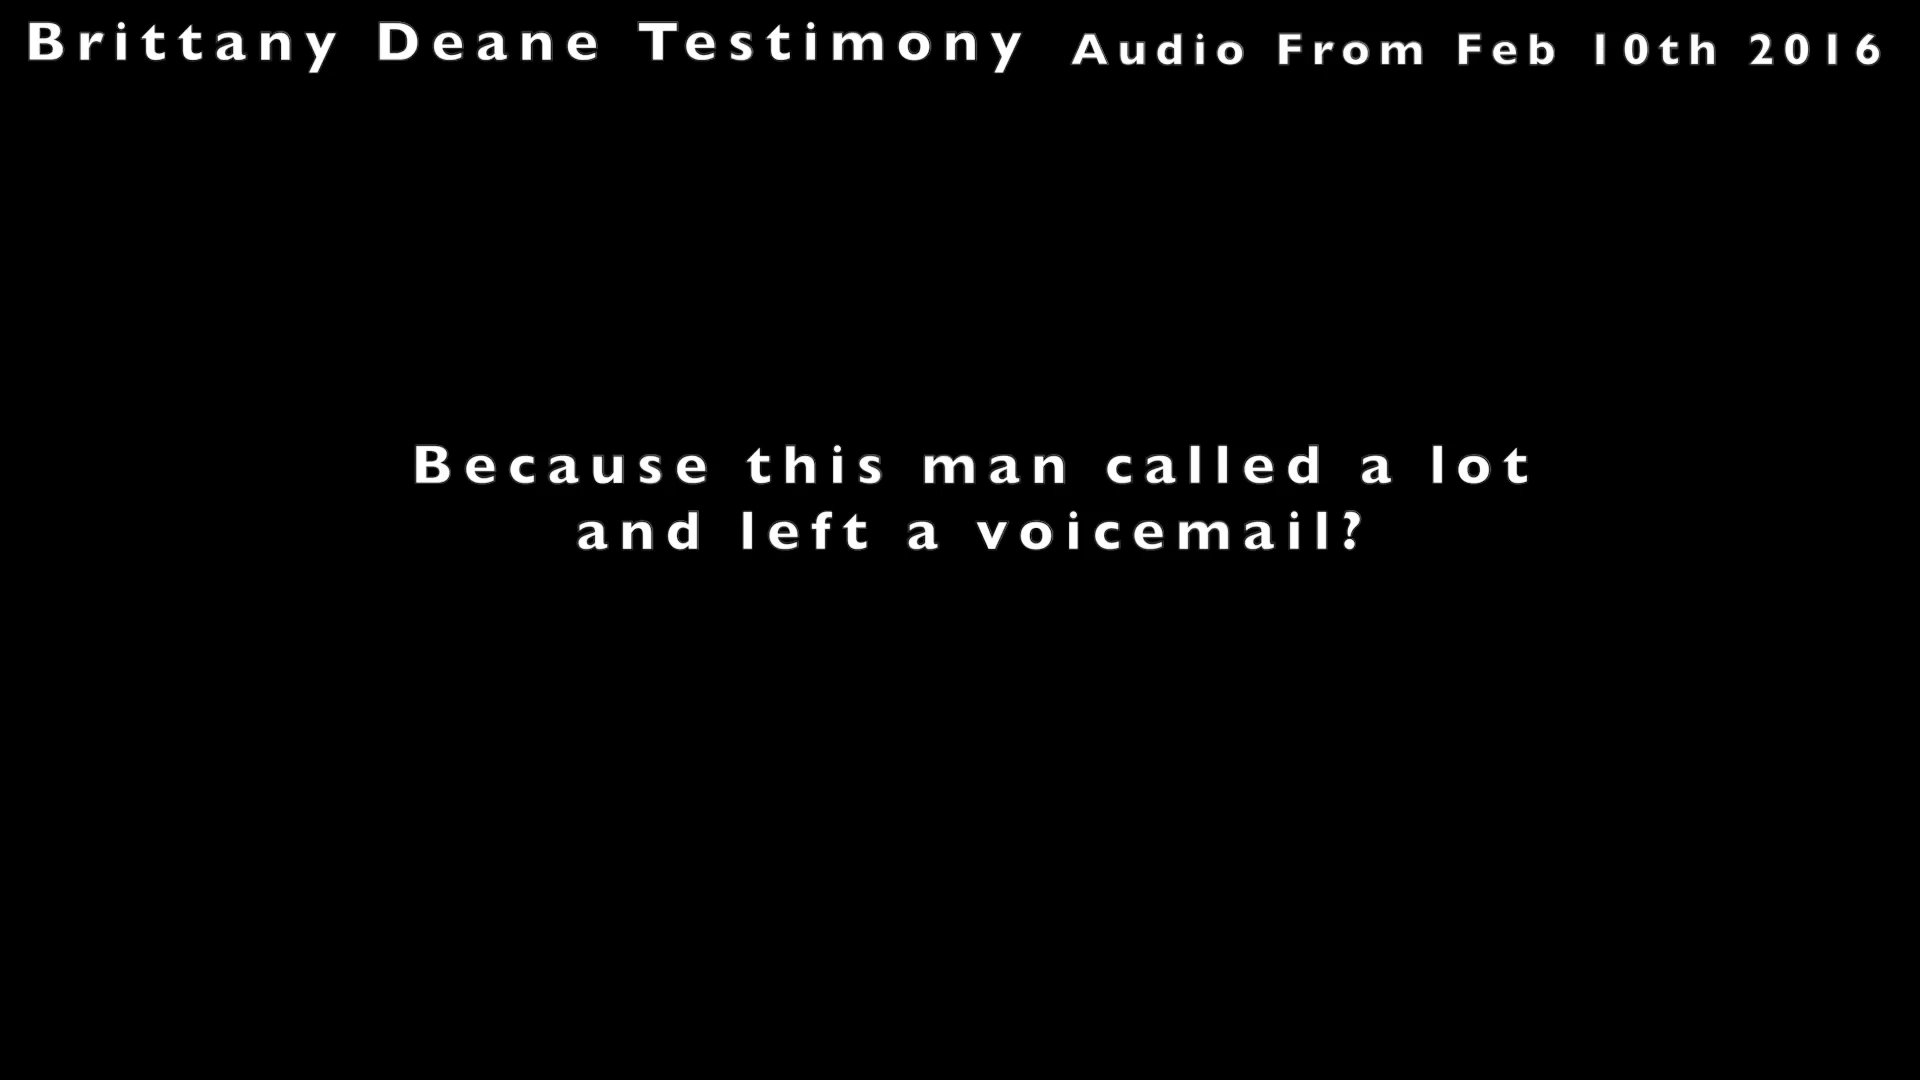 Brittany Deane Testimony Audio From Feb 10th 2016
Because this man called a lot
and left a voicemail?